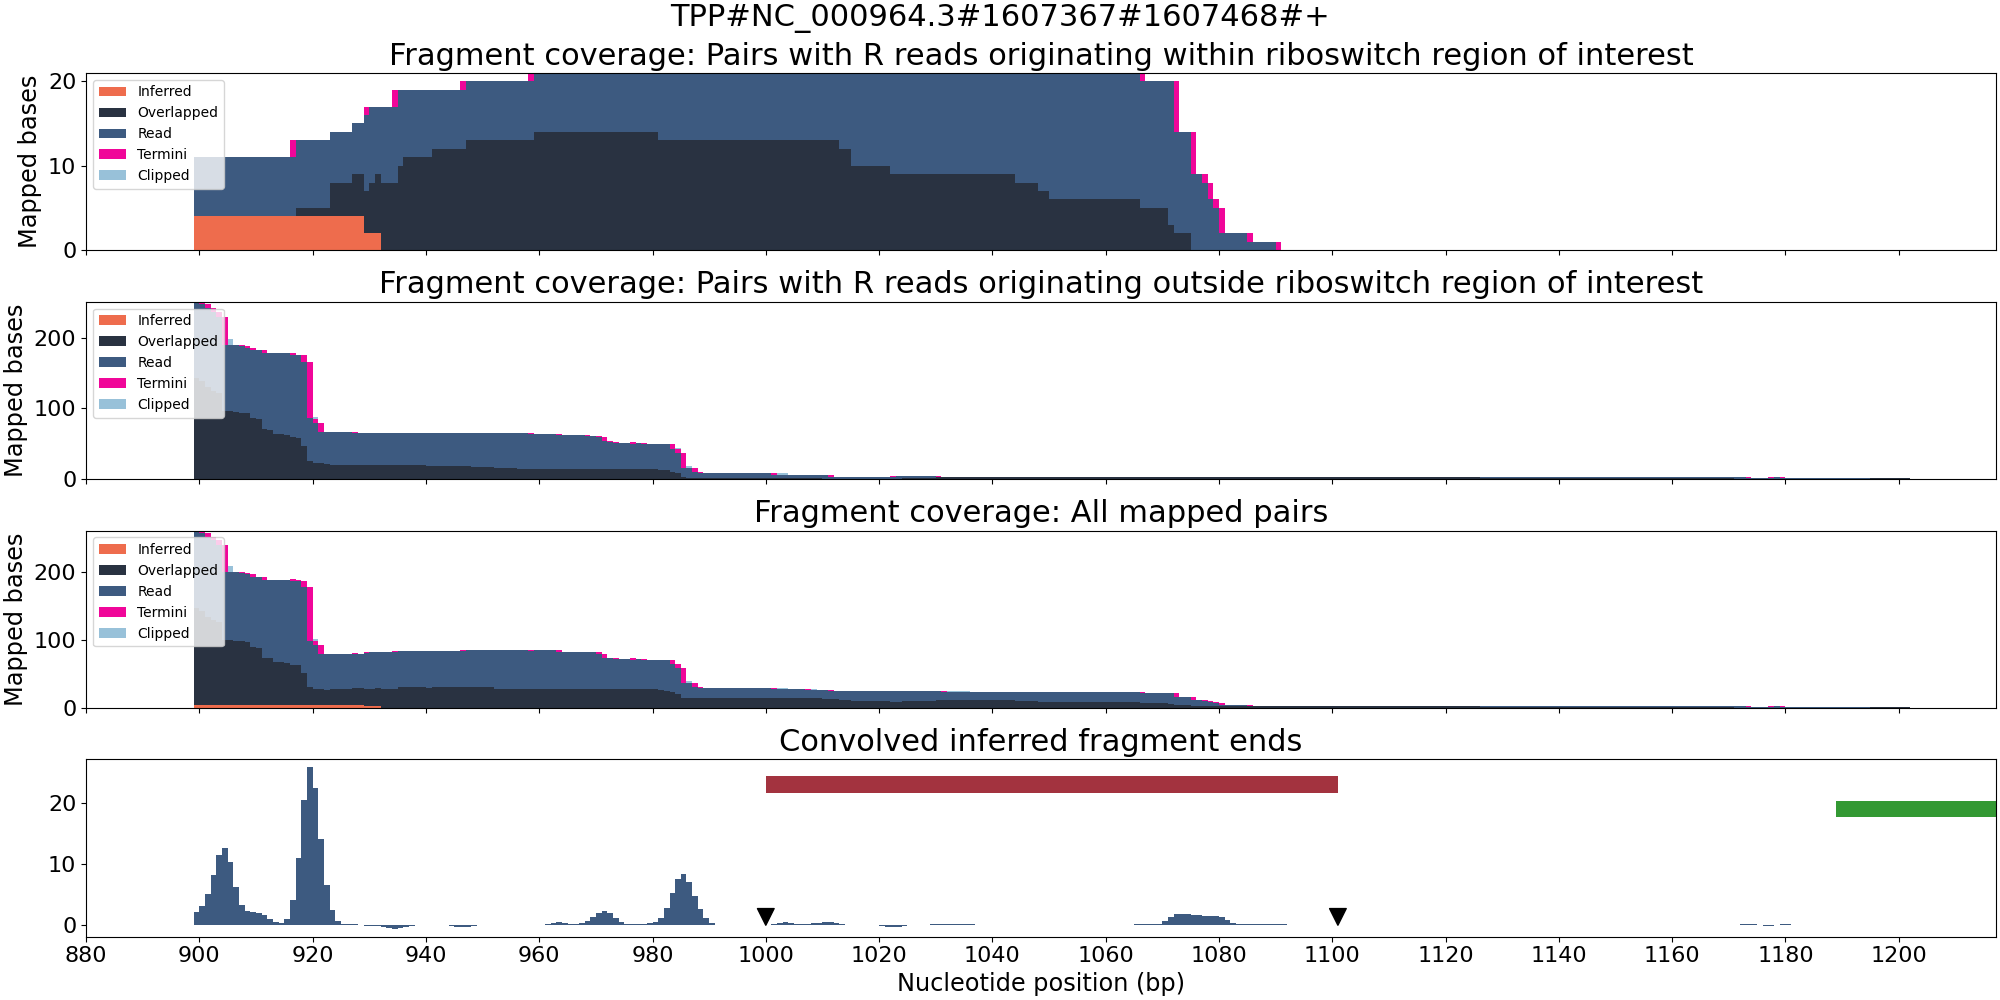 TPP#NC_000964.3#1607367#1607468#+
Fragment coverage: Pairs with R reads originating within riboswitch region of interest
Mapped bases
20
10
0
Inferred
Overlapped
Read
Termini
Clipped
Fragment coverage: Pairs with R reads originating outside riboswitch region of interest
Mapped bases
200
100
0
Inferred
Overlapped
Read
Termini
Clipped
Fragment coverage: All mapped pairs
Mapped bases
200
100
0
Inferred
Overlapped
Read
Termini
Clipped
Convolved inferred fragment ends
20
10
0
880 900 920 940 960 980 1000 1020 1040 1060 1080 1100 1120 1140 1160 1180 1200
Nucleotide position (bp)